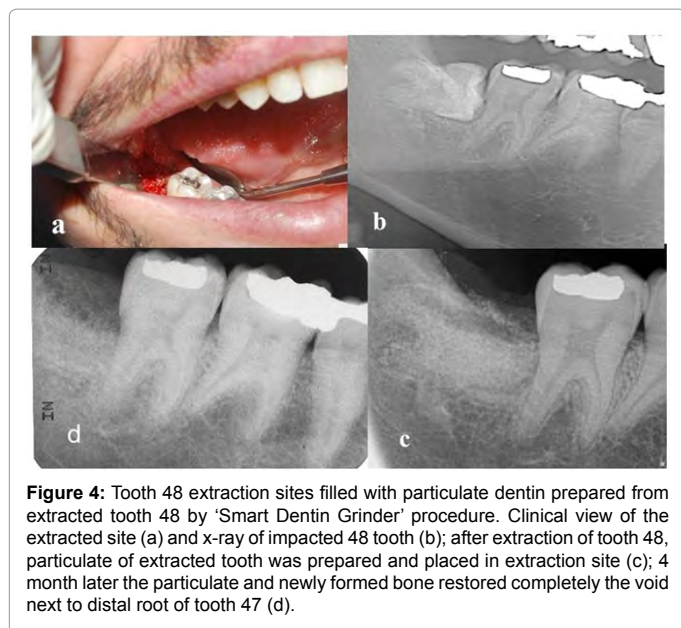 a
b
d
c
Figure 4: Tooth 48 extraction sites filled with particulate dentin prepared from
extracted tooth 48 by ‘Smart Dentin Grinder’ procedure. Clinical view of the
extracted site (a) and x-ray of impacted 48 tooth (b); after extraction of tooth 48,
particulate of extracted tooth was prepared and placed in extraction site (c); 4
month later the particulate and newly formed bone restored completely the void
next to distal root of tooth 47 (d).